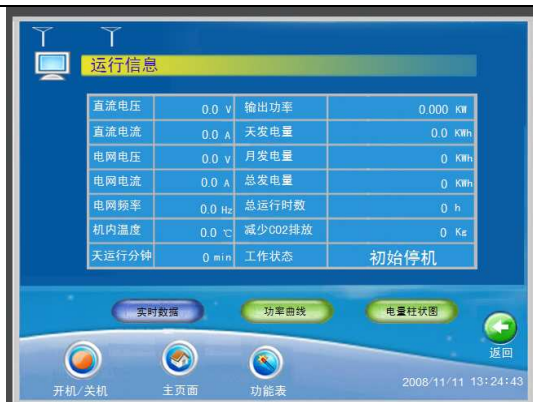 运行信息
直流电压 0.0 V 输出功率 0.000 KW
直流电流 0.0 A 天发电量 0.0 KWh
电网电压 0.0 V 月发电量 0 KWh
电网电流 0.0 A 总发电量 0 KWh
电网频率 0.0 Hz 总运行时数 0 h
机内温度 0.0 ℃ 减少CO2排放 0 Kg
天运行分钟 0 min 工作状态 初始停机
实时数据 功率曲线 电量柱状图
返回
开机/关机 主页面 功能表 2008/11/11 13:24:43